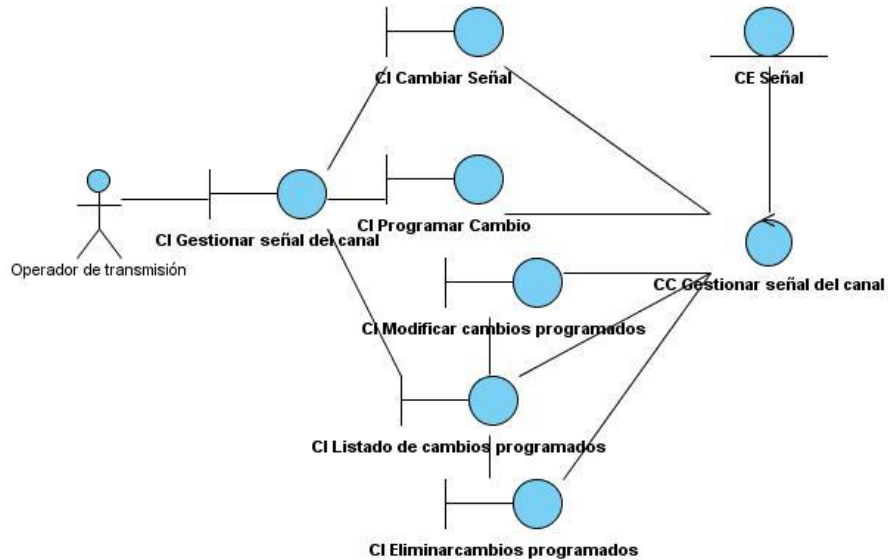 CI Cambiar Señal
CE Señal
CI Programar Cambio
CI Gestionar señal del canal
Operador de transmisión
CC Gestionar señal del canal
CI Modificar cambios programados
CI Listado de cambios programados
CI Eliminarcambios programados